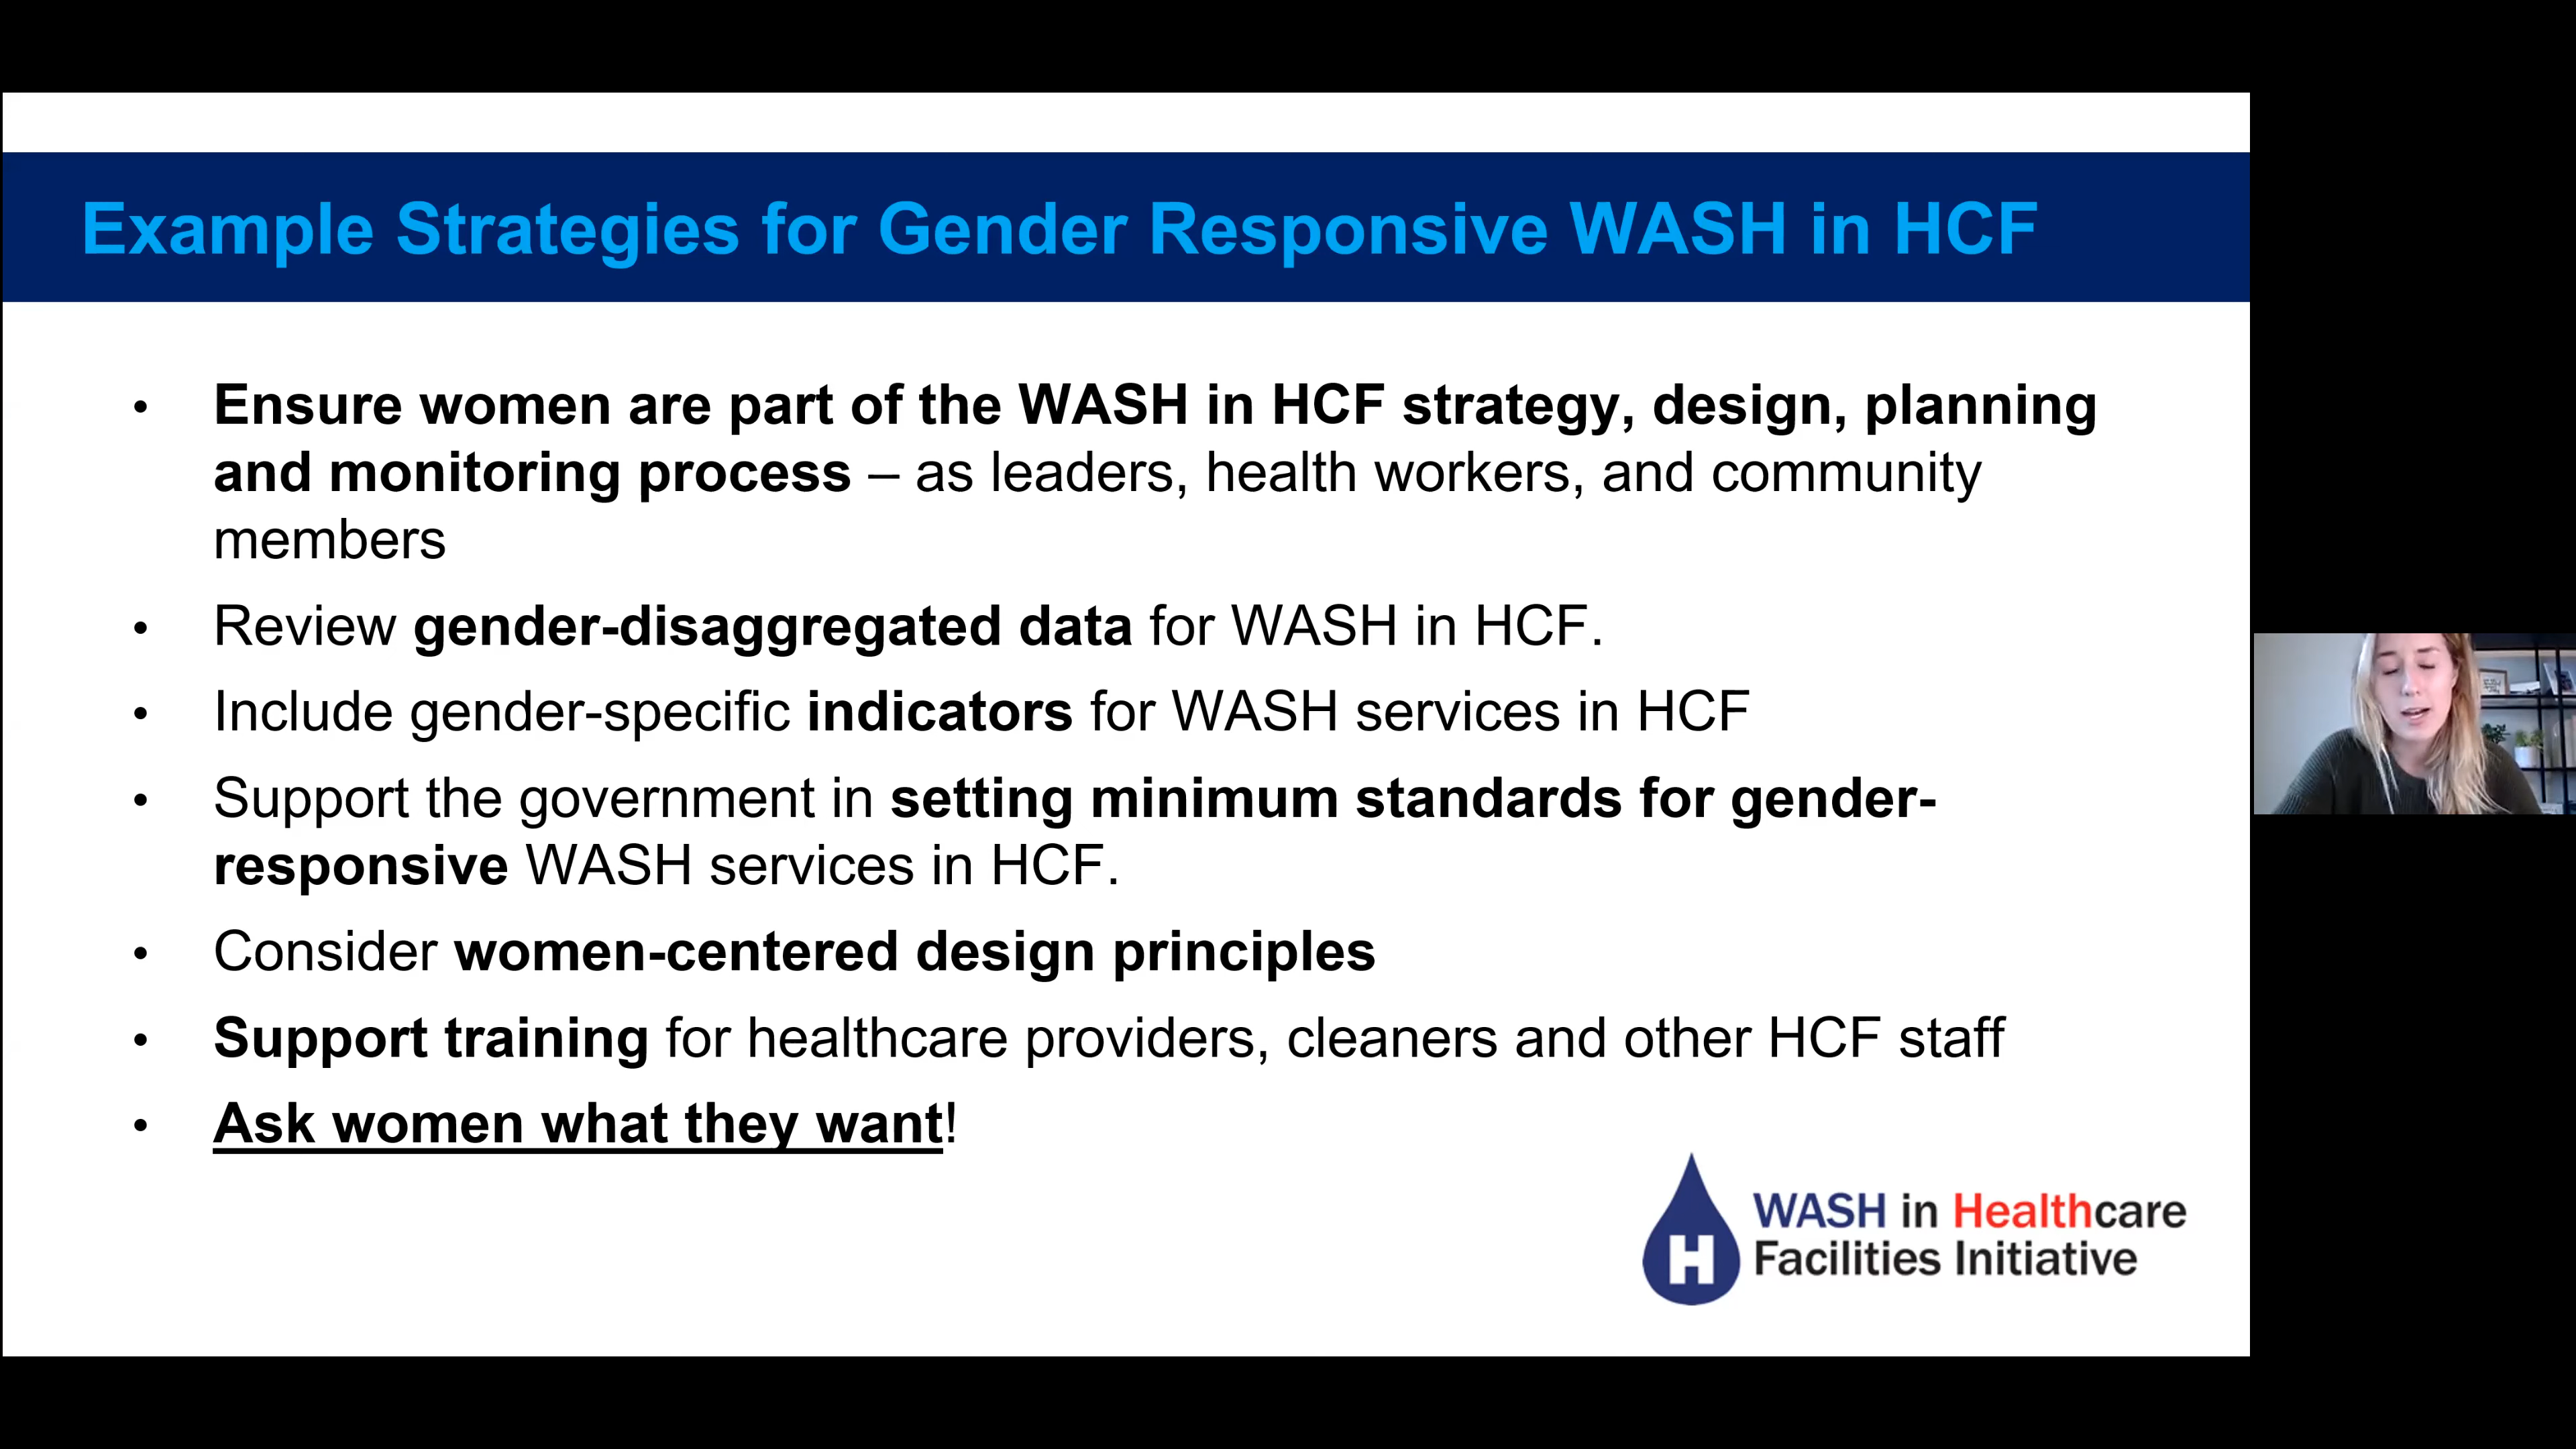 Example Strategies for Gender Responsive WASH in HCF
• Ensure women are part of the WASH in HCF strategy, design, planning
and monitoring process – as leaders, health workers, and community
members
• Review gender-disaggregated data for WASH in HCF.
• Include gender-specific indicators for WASH services in HCF
• Support the government in setting minimum standards for gender-
responsive WASH services in HCF.
• Consider women-centered design principles
• Support training for healthcare providers, cleaners and other HCF staff
• Ask women what they want!
H
WASH in Healthcare
Facilities Initiative